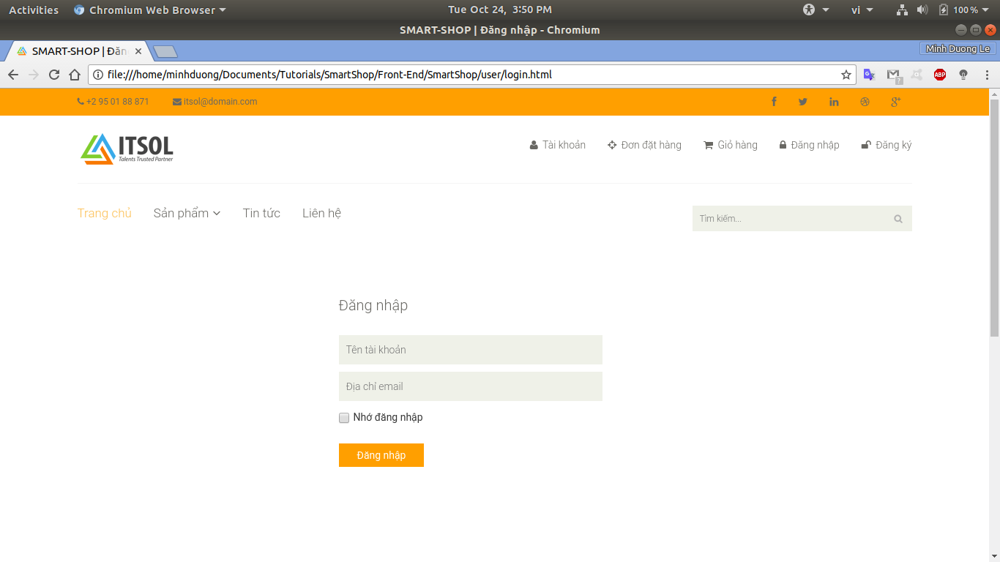 Activities Chromium Web Browser Tue Oct 24, 3:50 PM vi 100 %
SMART-SHOP | Đăng nhập - Chromium
SMART-SHOP | Đăn Minh Duong Le
file:///home/minhduong/Documents/Tutorials/SmartShop/Front-End/SmartShop/user/login.html ABP
+2 95 01 88 871 itsol@domain.com
ITSOL
Talents Trusted Partner
Tài khoản Đơn đặt hàng Giỏ hàng Đăng nhập Đăng ký
Trang chủ Sản phẩm Tin tức Liên hệ
Tìm kiếm...
Đăng nhập
Tên tài khoản
Địa chỉ email
Nhớ đăng nhập
Đăng nhập